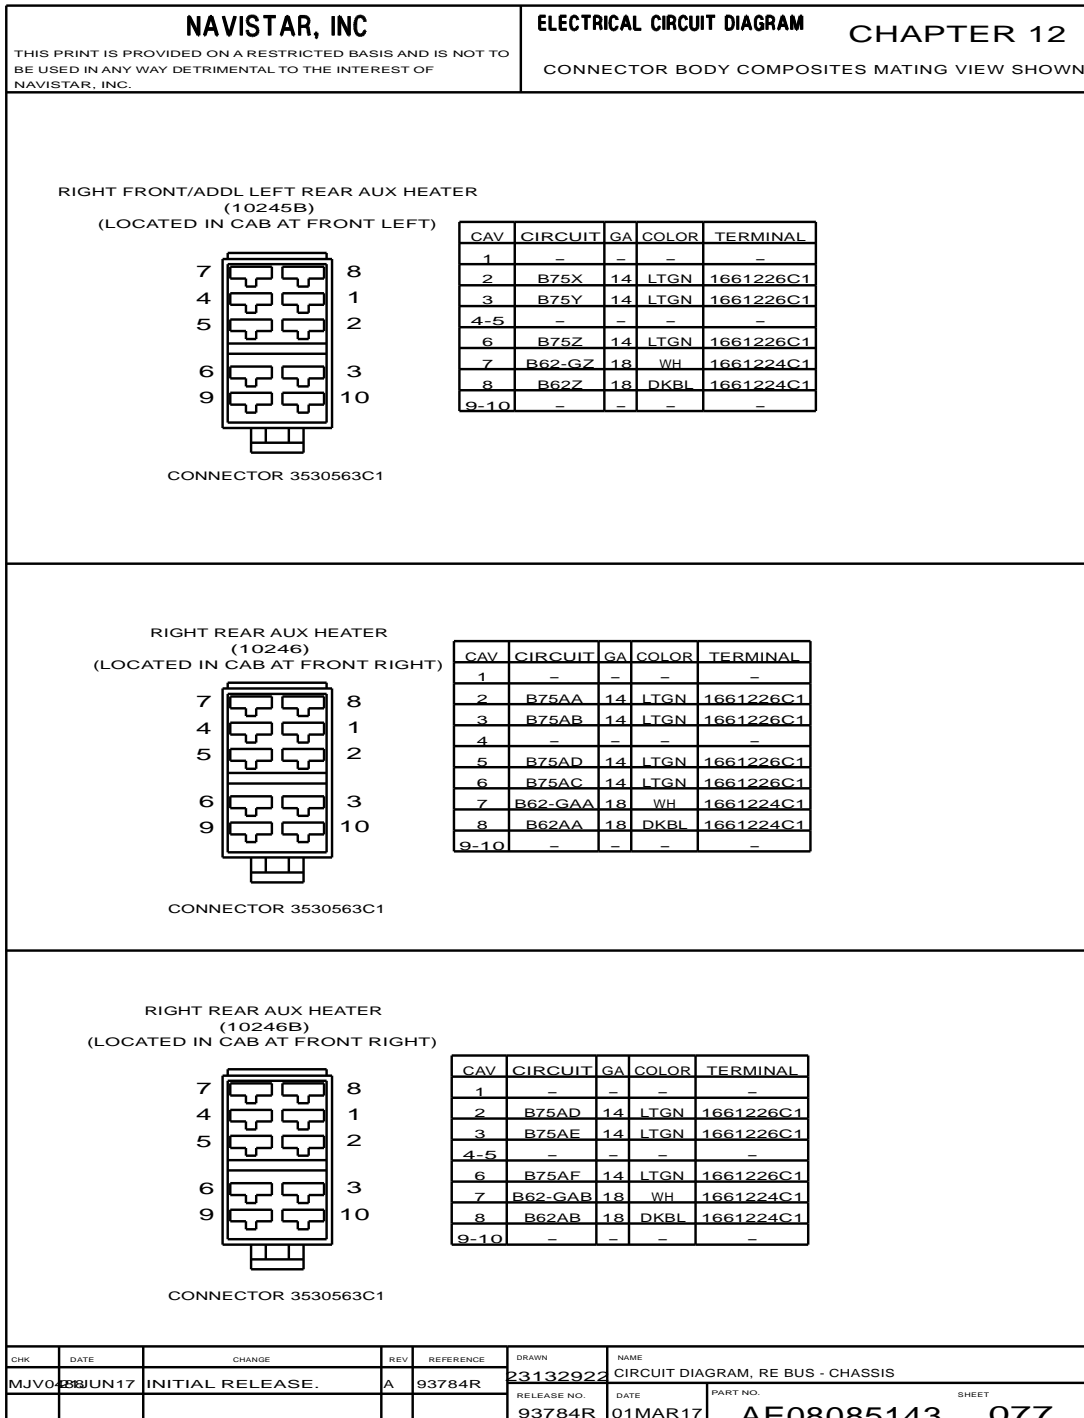 NAVISTAR, INC
THIS PRINT IS PROVIDED ON A RESTRICTED BASIS AND IS NOT TO
BE USED IN ANY WAY DETRIMENTAL TO THE INTEREST OF
NAVISTAR, INC.
ELECTRICAL CIRCUIT DIAGRAM CHAPTER 12
CONNECTOR BODY COMPOSITES MATING VIEW SHOWN
RIGHT FRONT/ADDL LEFT REAR AUX HEATER
(10245B)
(LOCATED IN CAB AT FRONT LEFT)
7 8
4 1
5 2
6 3
9 10
CONNECTOR 3530563C1
CAV CIRCUIT GA COLOR TERMINAL
1 – – – –
2 B75X 14 LTGN 1661226C1
3 B75Y 14 LTGN 1661226C1
4-5 – – – –
6 B75Z 14 LTGN 1661226C1
7 B62-GZ 18 WH 1661224C1
8 B62Z 18 DKBL 1661224C1
9-10 – – – –
RIGHT REAR AUX HEATER
(10246)
(LOCATED IN CAB AT FRONT RIGHT)
7 8
4 1
5 2
6 3
9 10
CONNECTOR 3530563C1
CAV CIRCUIT GA COLOR TERMINAL
1 – – – –
2 B75AA 14 LTGN 1661226C1
3 B75AB 14 LTGN 1661226C1
4 – – – –
5 B75AD 14 LTGN 1661226C1
6 B75AC 14 LTGN 1661226C1
7 B62-GAA 18 WH 1661224C1
8 B62AA 18 DKBL 1661224C1
9-10 – – – –
RIGHT REAR AUX HEATER
(10246B)
(LOCATED IN CAB AT FRONT RIGHT)
7 8
4 1
5 2
6 3
9 10
CONNECTOR 3530563C1
CAV CIRCUIT GA COLOR TERMINAL
1 – – – –
2 B75AD 14 LTGN 1661226C1
3 B75AE 14 LTGN 1661226C1
4-5 – – – –
6 B75AF 14 LTGN 1661226C1
7 B62-GAB 18 WH 1661224C1
8 B62AB 18 DKBL 1661224C1
9-10 – – – –
CHK DATE CHANGE REV REFERENCE
INITIAL RELEASE. A 93784R
DRAWN
23132922
NAME
CIRCUIT DIAGRAM, RE BUS - CHASSIS
RELEASE NO. DATE PART NO. SHEET
93784R 01MAR17 AE08085143 077